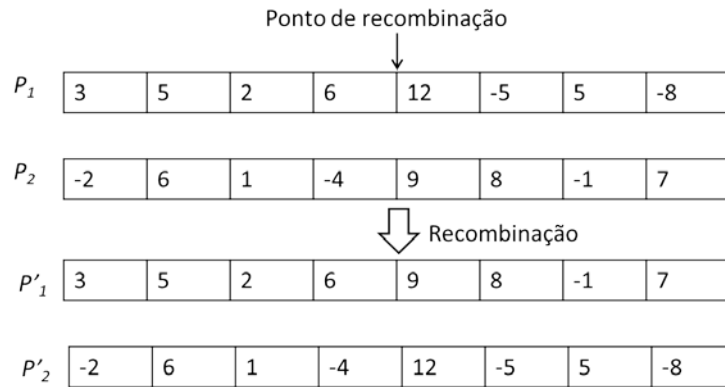 Ponto de recombinação
P1 3 5 2 6 12 -5 5 -8
P2 -2 6 1 -4 9 8 -1 7
Recombinação
P'1 3 5 2 6 9 8 -1 7
P'2 -2 6 1 -4 12 -5 5 -8